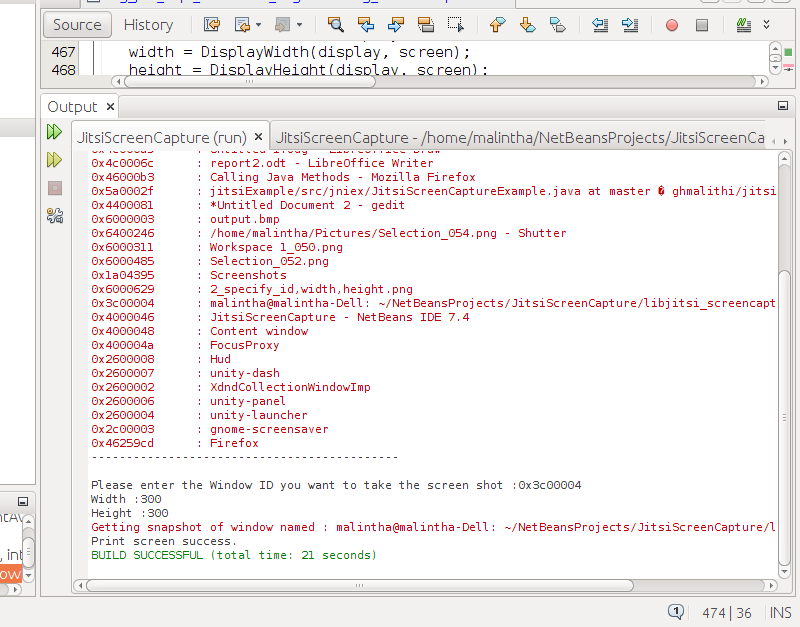 Source History
467 width = DisplayWidth(display, screen);
468 height = DisplayHeight(display, screen);
Output
JitsiScreenCapture (run) JitsiScreenCapture - /home/malintha/NetBeansProjects/JitsiScreenCa
0x4c0006c : report2.odt - LibreOffice Writer
0x46000b3 : Calling Java Methods - Mozilla Firefox
0x5a0002f : jitsiExample/src/jniex/JitsiScreenCaptureExample.java at master � ghmalithi/jitsi
0x4400081 : *Untitled Document 2 - gedit
0x6000003 : output.bmp
0x6400246 : /home/malintha/Pictures/Selection_054.png - Shutter
0x6000311 : Workspace 1_050.png
0x6000485 : Selection_052.png
0x1a04395 : Screenshots
0x6000629 : 2_specify_id,width,height.png
0x3c00004 : malintha@malintha-Dell: ~/NetBeansProjects/JitsiScreenCapture/libjitsi_screencapt
0x4000046 : JitsiScreenCapture - NetBeans IDE 7.4
0x4000048 : Content window
0x400004a : FocusProxy
0x2600008 : Hud
0x2600007 : unity-dash
0x2600002 : XdndCollectionWindowImp
0x2600006 : unity-panel
0x2600004 : unity-launcher
0x2c00003 : gnome-screensaver
0x46259cd : Firefox
------------------------------------------
Please enter the Window ID you want to take the screen shot :0x3c00004
Width :300
Height :300
Getting snapshot of window named : malintha@malintha-Dell: ~/NetBeansProjects/JitsiScreenCapture/l
Print screen success.
BUILD SUCCESSFUL (total time: 21 seconds)
, int
ow
1 474 | 36 INS